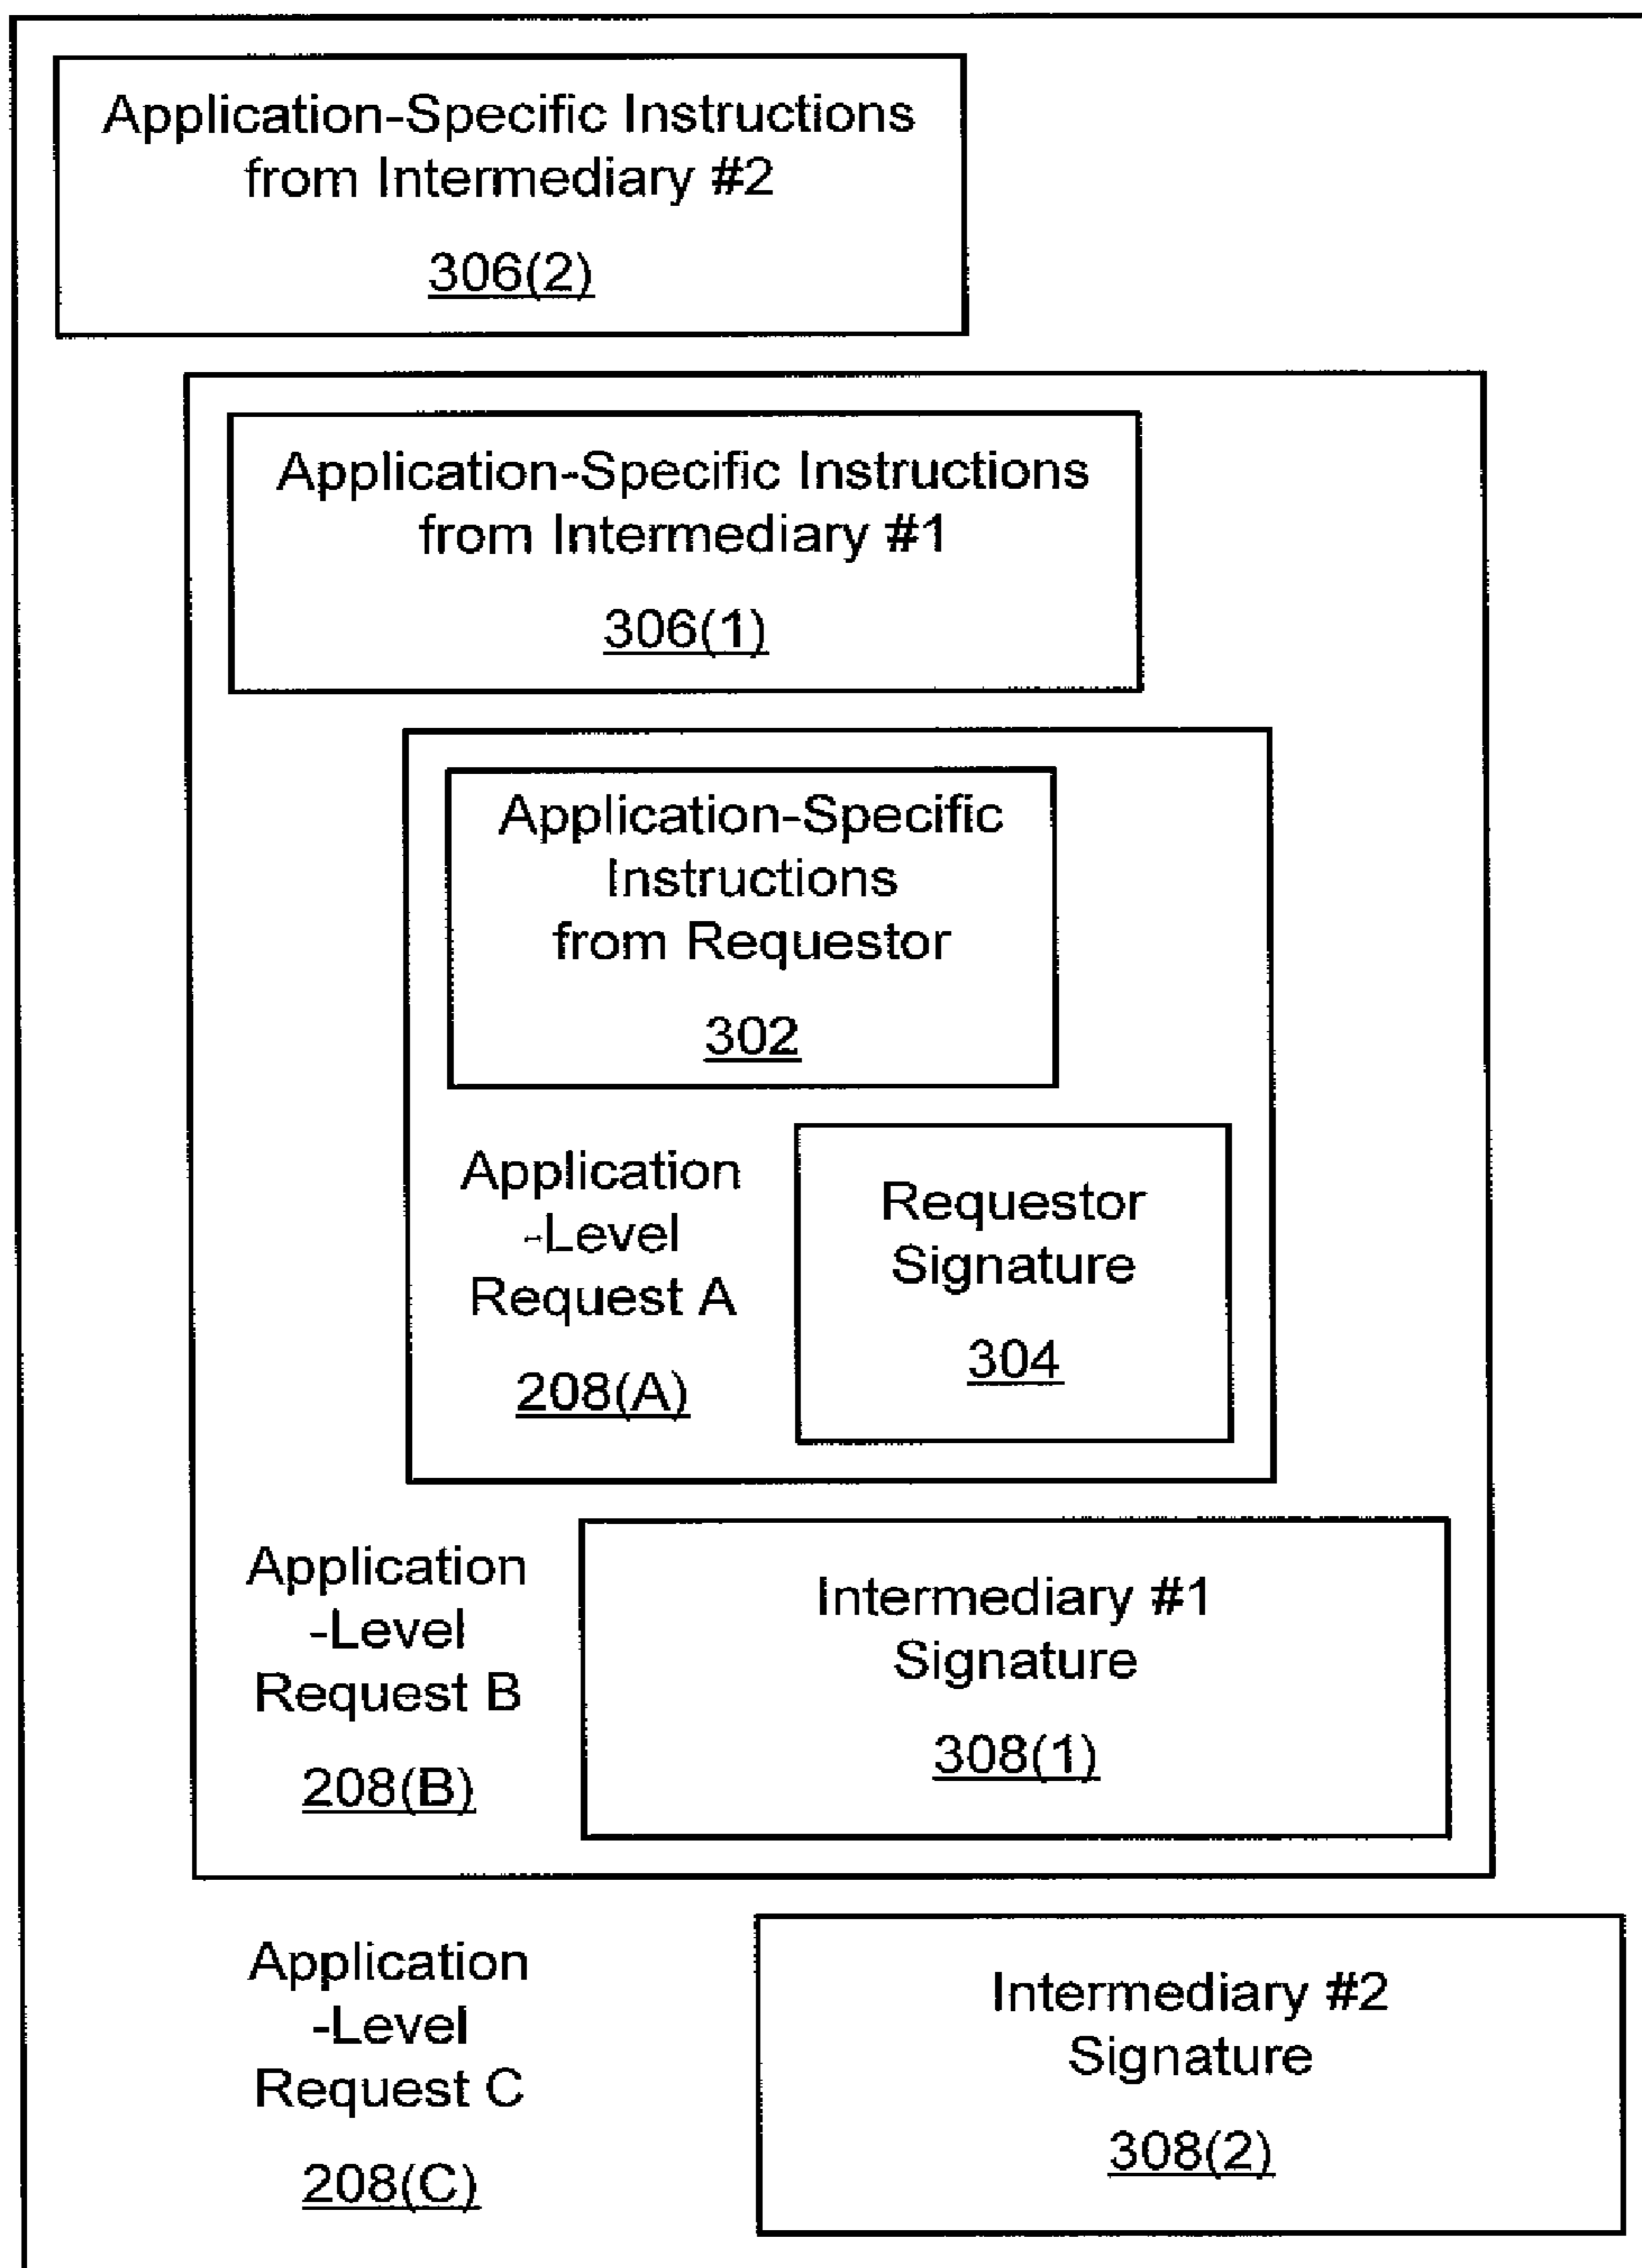 Application-Specific Instructions
from Intermediary #2
306(2)
Application-Specific Instructions
from Intermediary #1
306(1)
Application-Specific
Instructions
from Requestor
302
Application
-Level
Request A
208(A)
Requestor
Signature
304
Application
-Level
Request B
208(B)
Intermediary #1
Signature
308(1)
Application
-Level
Request C
208(C)
Intermediary #2
Signature
308(2)